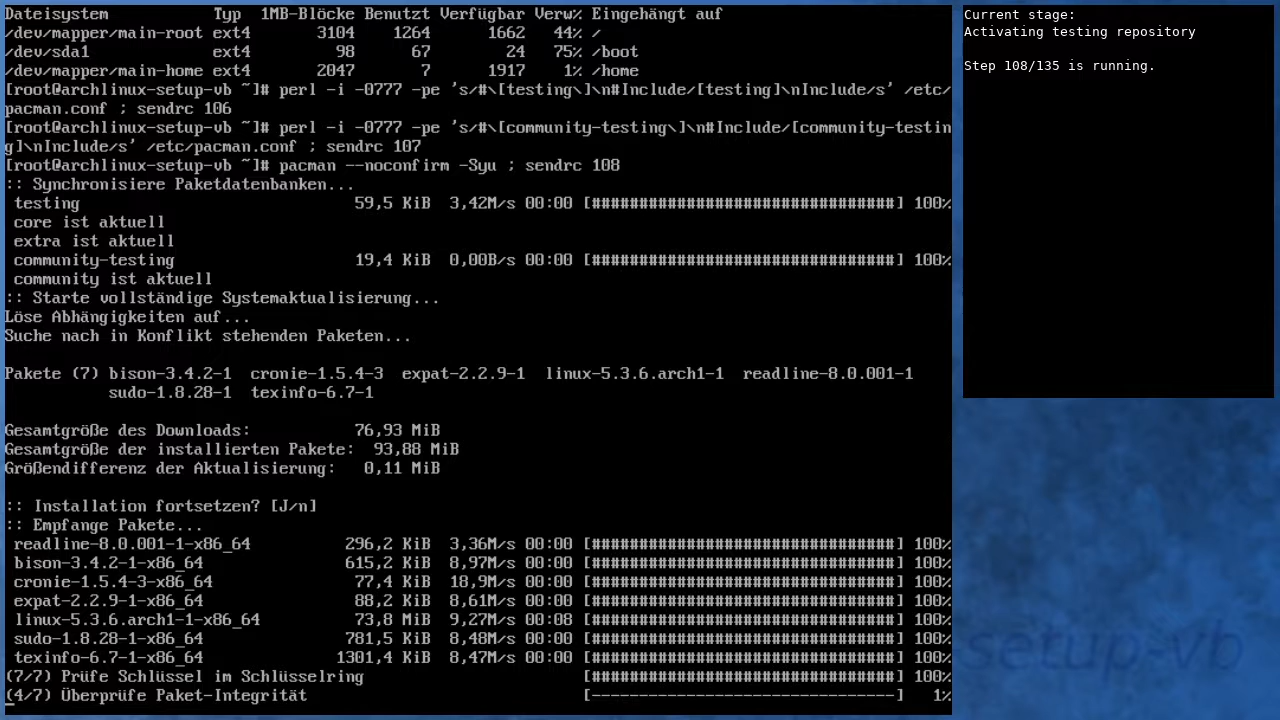 Dateisystem           Typ  1MB-Blöcke Benutzt Verfügbar Verw% Eingehängt auf
/dev/mapper/main-root ext4       3104    1264      1662   44% /
/dev/sda1             ext4         98      67        24   75% /boot
/dev/mapper/main-home ext4       2047       7      1917    1% /home
[root@archlinux-setup-vb ~]# perl -i -0777 -pe 's/#\[testing\]\n#Include/[testing]\nInclude/s' /etc/
pacman.conf ; sendrc 106
[root@archlinux-setup-vb ~]# perl -i -0777 -pe 's/#\[community-testing\]\n#Include/[community-testin
g]\nInclude/s' /etc/pacman.conf ; sendrc 107
[root@archlinux-setup-vb ~]# pacman --noconfirm -Syu ; sendrc 108
:: Synchronisiere Paketdatenbanken...
 testing                             59,5 KiB  3,42M/s 00:00 [################################] 100%
 core ist aktuell
 extra ist aktuell
 community-testing                   19,4 KiB  0,00B/s 00:00 [################################] 100%
 community ist aktuell
:: Starte vollständige Systemaktualisierung...
Löse Abhängigkeiten auf...
Suche nach in Konflikt stehenden Paketen...
Pakete (7) bison-3.4.2-1  cronie-1.5.4-3  expat-2.2.9-1  linux-5.3.6.arch1-1  readline-8.0.001-1
           sudo-1.8.28-1  texinfo-6.7-1
Gesamtgröße des Downloads:           76,93 MiB
Gesamtgröße der installierten Pakete:  93,88 MiB
Größendifferenz der Aktualisierung:   0,11 MiB
:: Installation fortsetzen? [J/n]
:: Empfange Pakete...
 readline-8.0.001-1-x86_64          296,2 KiB  3,36M/s 00:00 [################################] 100%
 bison-3.4.2-1-x86_64               615,2 KiB  8,97M/s 00:00 [################################] 100%
 cronie-1.5.4-3-x86_64               77,4 KiB  18,9M/s 00:00 [################################] 100%
 expat-2.2.9-1-x86_64                88,2 KiB  8,61M/s 00:00 [################################] 100%
 linux-5.3.6.arch1-1-x86_64          73,8 MiB  9,27M/s 00:08 [################################] 100%
 sudo-1.8.28-1-x86_64               781,5 KiB  8,48M/s 00:00 [################################] 100%
 texinfo-6.7-1-x86_64              1301,4 KiB  8,47M/s 00:00 [################################] 100%
(7/7) Prüfe Schlüssel im Schlüsselring                       [################################] 100%
(4/7) Überprüfe Paket-Integrität                             [--------------------------------]   1%
Current stage:
Activating testing repository
Step 108/135 is running.
setup-vb